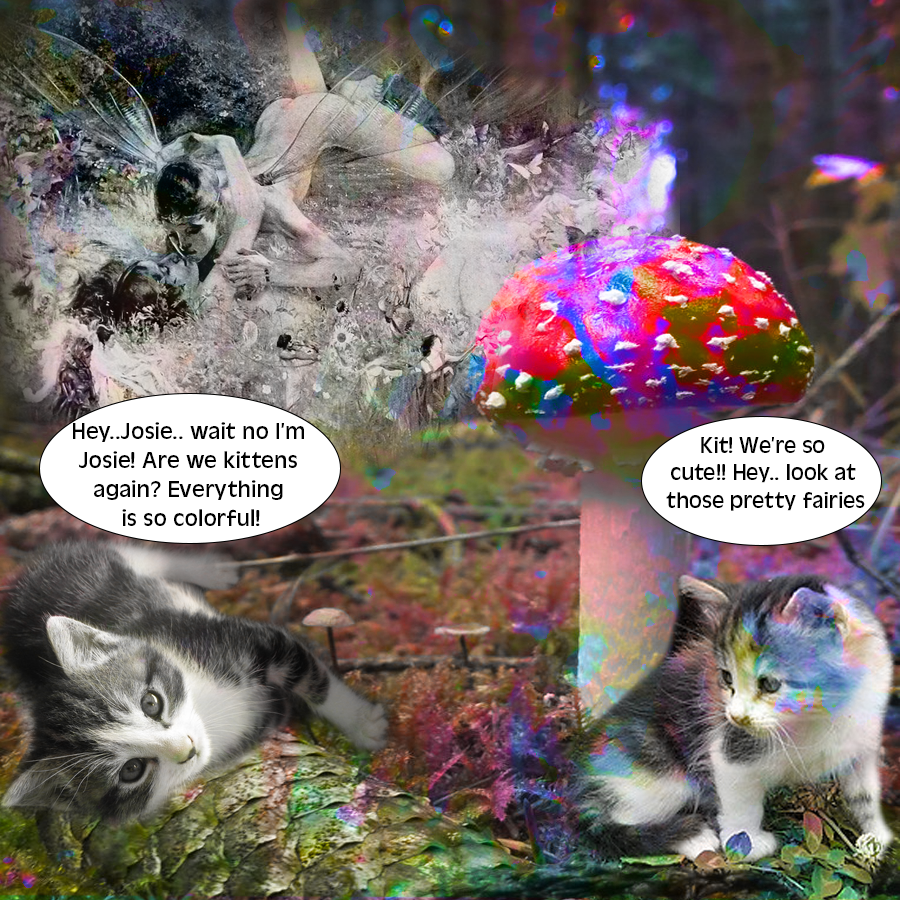 Hey..Josie.. wait no I'm
Josie! Are we kittens
again? Everything
is so colorful!
Kit! We're so
cute!! Hey.. look at
those pretty fairies